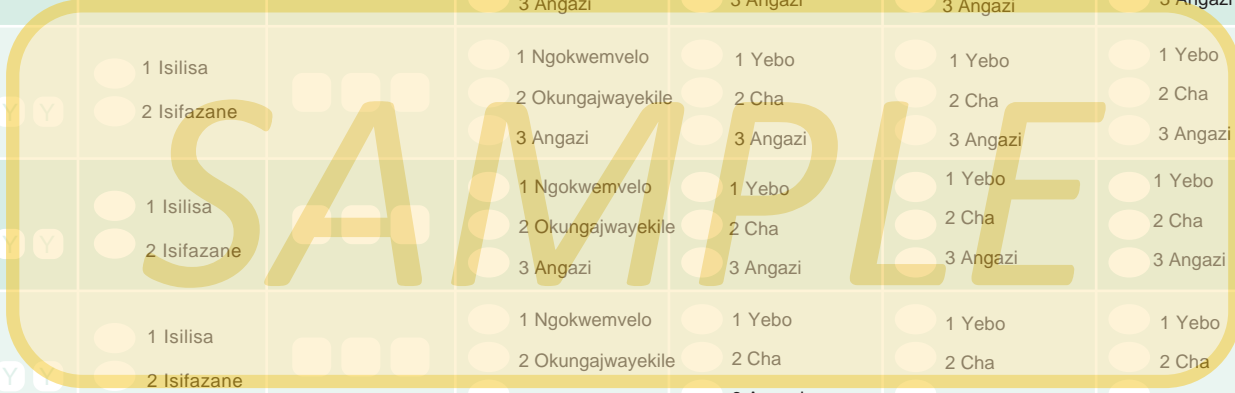 3 Angazi 3 Angazi 3 Angazi 3 Angazi
1 Isilisa 1 Ngokwemvelo 1 Yebo 1 Yebo 1 Yebo
Y Y 2 Isifazane 2 Okungajwayekile 2 Cha 2 Cha 2 Cha
3 Angazi 3 Angazi 3 Angazi 3 Angazi
SAMPLE
1 Isilisa 1 Ngokwemvelo 1 Yebo 1 Yebo 1 Yebo
Y Y 2 Isifazane 2 Okungajwayekile 2 Cha 2 Cha 2 Cha
3 Angazi 3 Angazi 3 Angazi 3 Angazi
1 Isilisa 1 Ngokwemvelo 1 Yebo 1 Yebo 1 Yebo
Y Y 2 Isifazane 2 Okungajwayekile 2 Cha 2 Cha 2 Cha